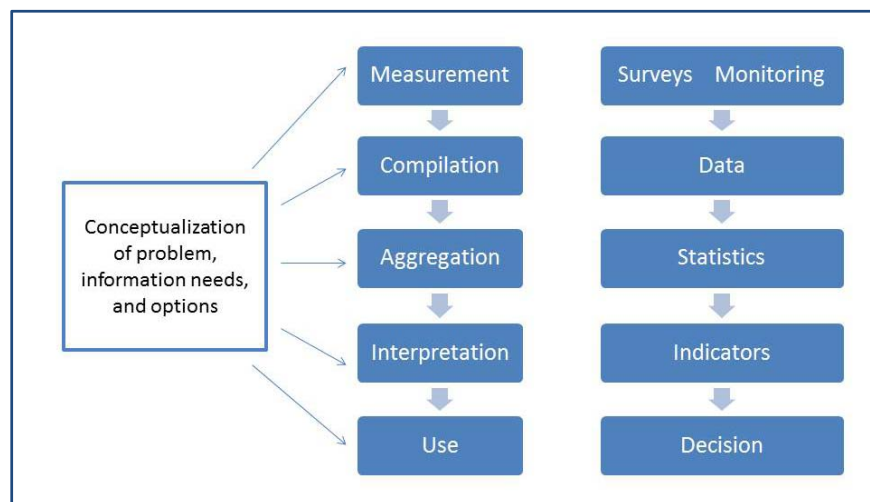 Conceptualization
of problem,
information needs,
and options
Measurement
Compilation
Aggregation
Interpretation
Use
Surveys Monitoring
Data
Statistics
Indicators
Decision